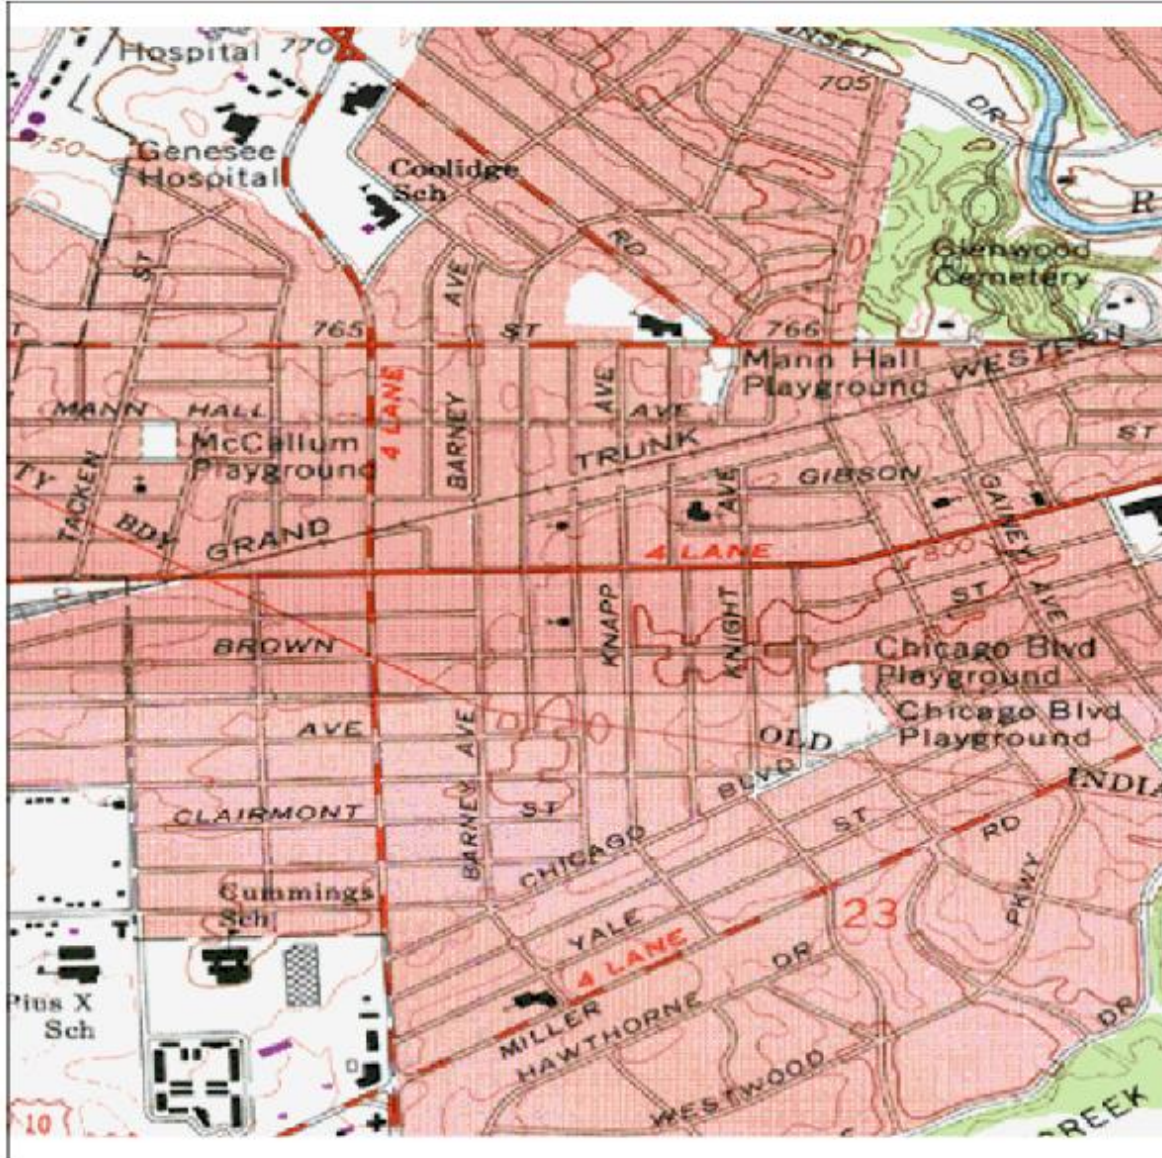 Hospital
770
NSET
705
DR
750
Genesee
Hospital
Coolidge
Sch
R
ST
AVE
RD
Glenwood
Cemetery
765
ST
766
T
Mann Hall
Playground
WESTERN
4 LANE
BARNEY
AVE
MANN HALL
AVE
McCallum
Playground
TRUNK
ST
TY
TACKEN
BDY
GRAND
AVE
GIBSON
GAINEY
AVE
4 LANE
800
ST
KNAPP
KNIGHT
BROWN
Chicago Blvd
Playground
Chicago Blvd
Playground
AVE
BARNEY AVE
OLD
BLVD
INDIA
CLAIRMONT
ST
ST
RD
CHICAGO
Cummings
Sch
23
PKWY
YALE
4 LANE
DR
Pius X
Sch
MILLER
HAWTHORNE
DR
WESTWOOD
10
CREEK